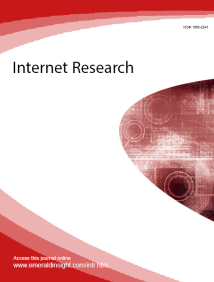 ISSN 1066-2243
Internet Research
Access this journal online:
www.emeraldinsight.com/intr.htm